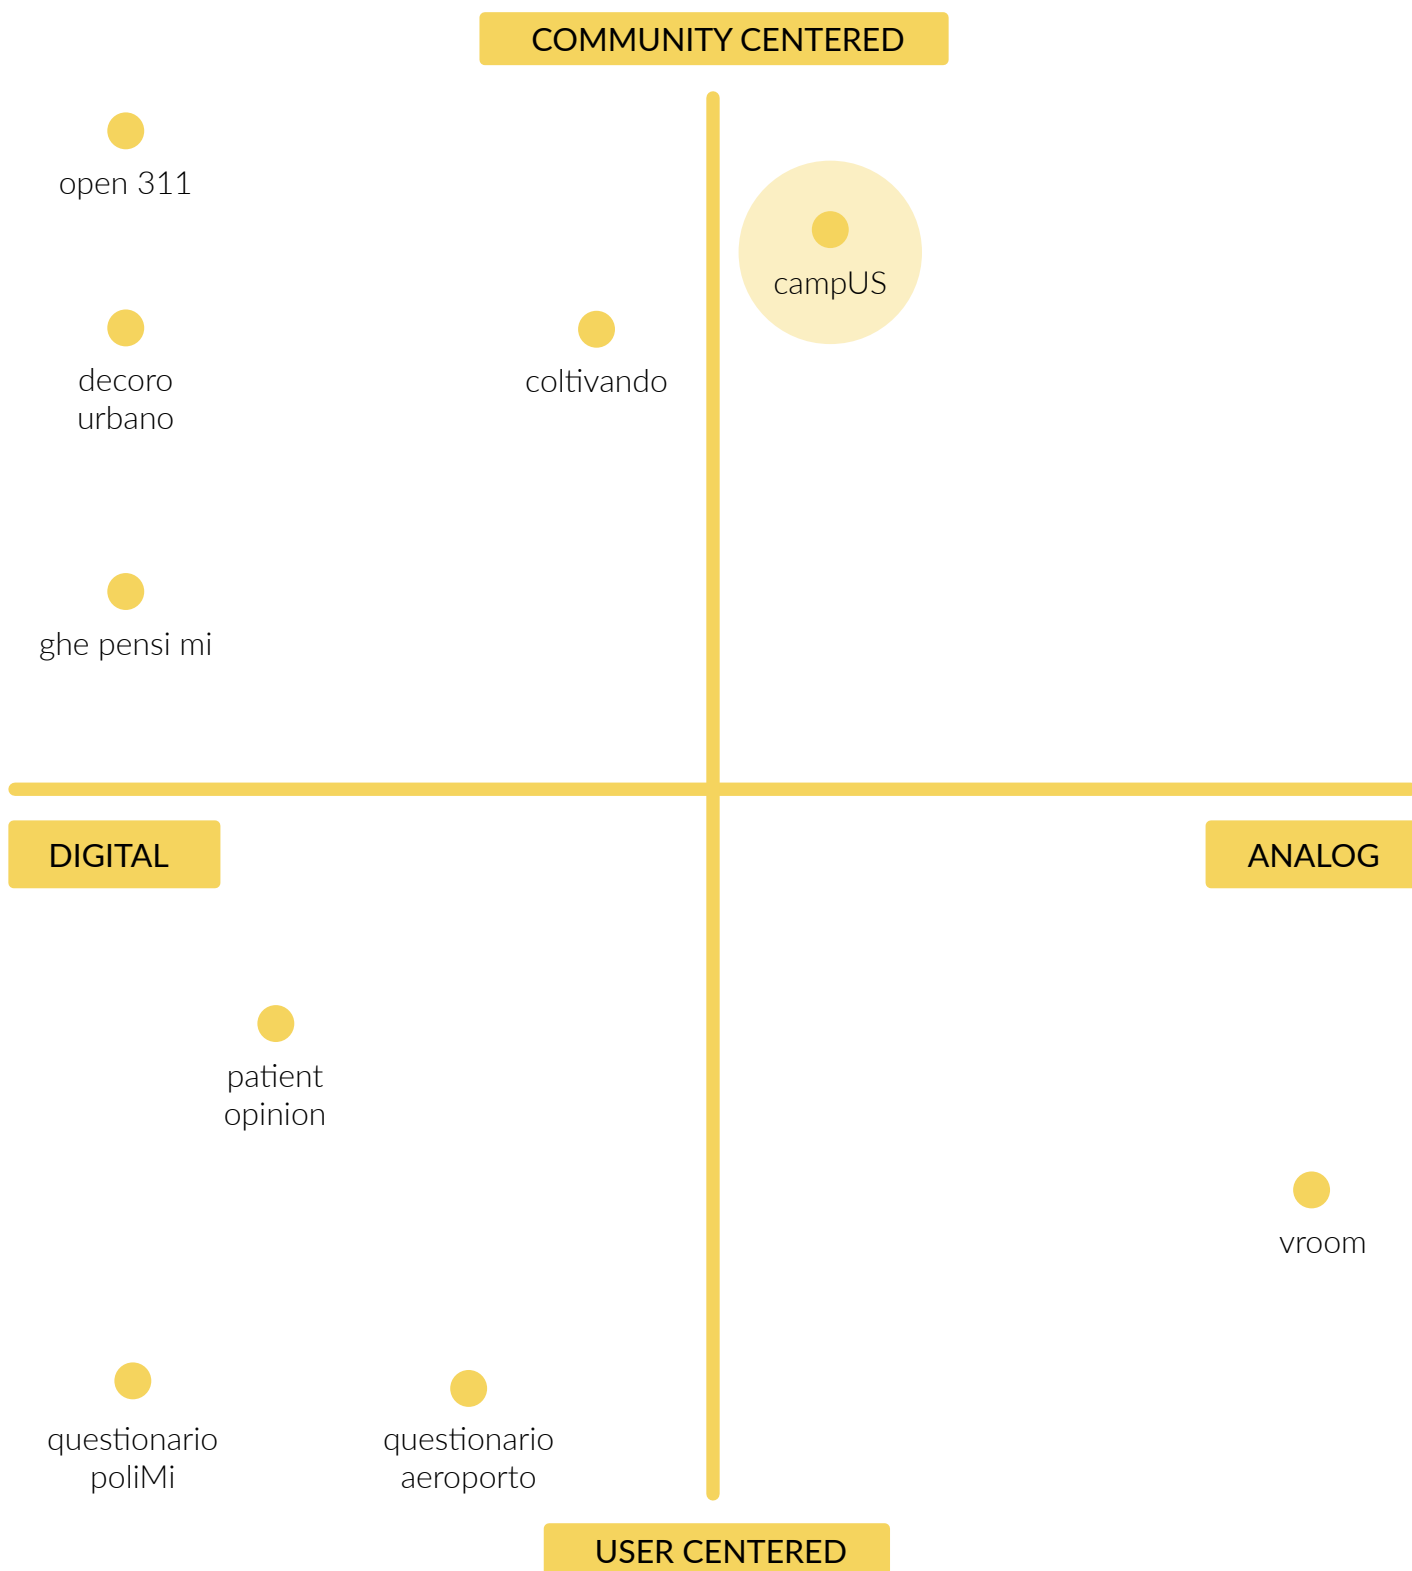 COMMUNITY CENTERED
open 311
campUS
decoro
urbano
coltivando
ghe pensi mi
DIGITAL
ANALOG
patient
opinion
vroom
questionario
poliMi
questionario
aeroporto
USER CENTERED